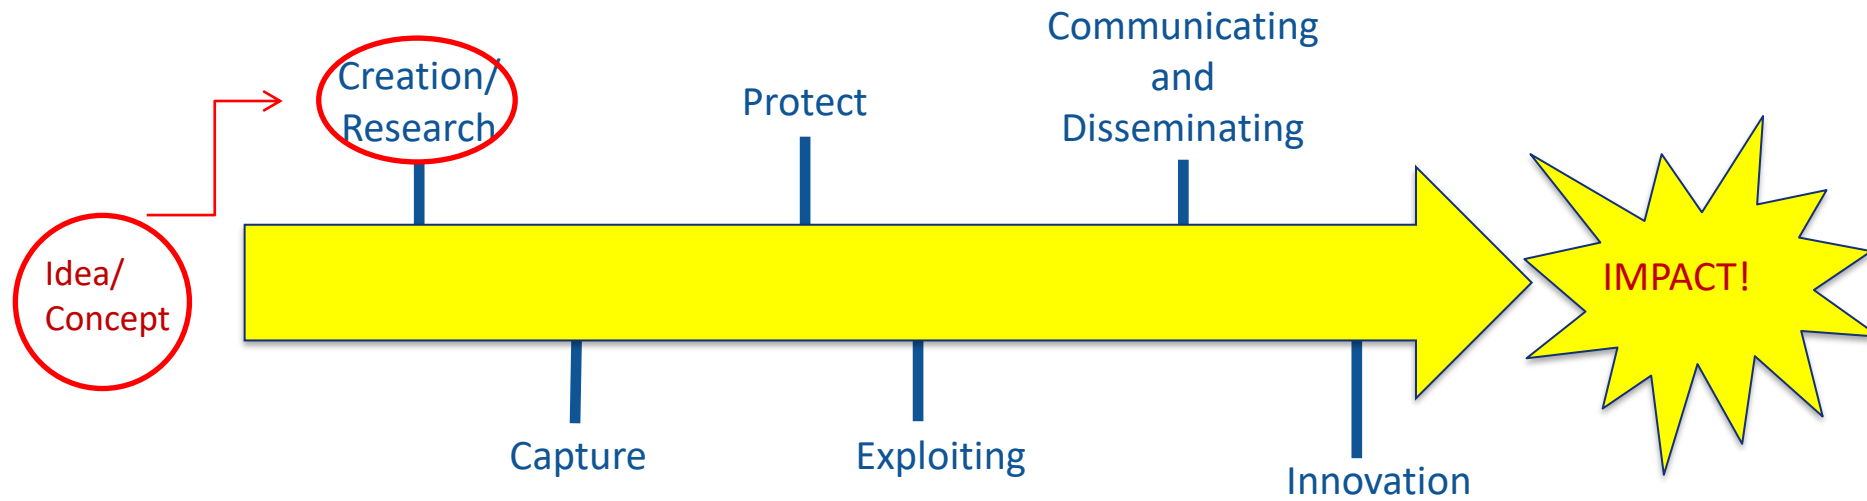 Idea/
Concept
Creation/
Research
Capture
Protect
Exploiting
Communicating
and
Disseminating
Innovation
IMPACT!